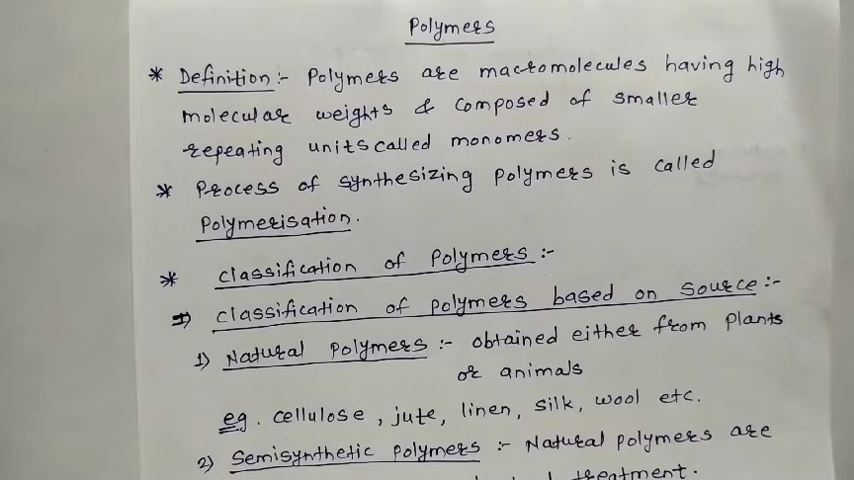 Polymers
* Definition :- Polymers are macromolecules having high
molecular weights & composed of smaller
repeating units called monomers.
* Process of synthesizing polymers is called
Polymerisation.
* Classification of Polymers :-
I) Classification of polymers based on source :-
1) Natural Polymers :- obtained either from plants
or animals
eg. cellulose, jute, linen, silk, wool etc.
2) Semisynthetic polymers :- Natural polymers are
treatment.